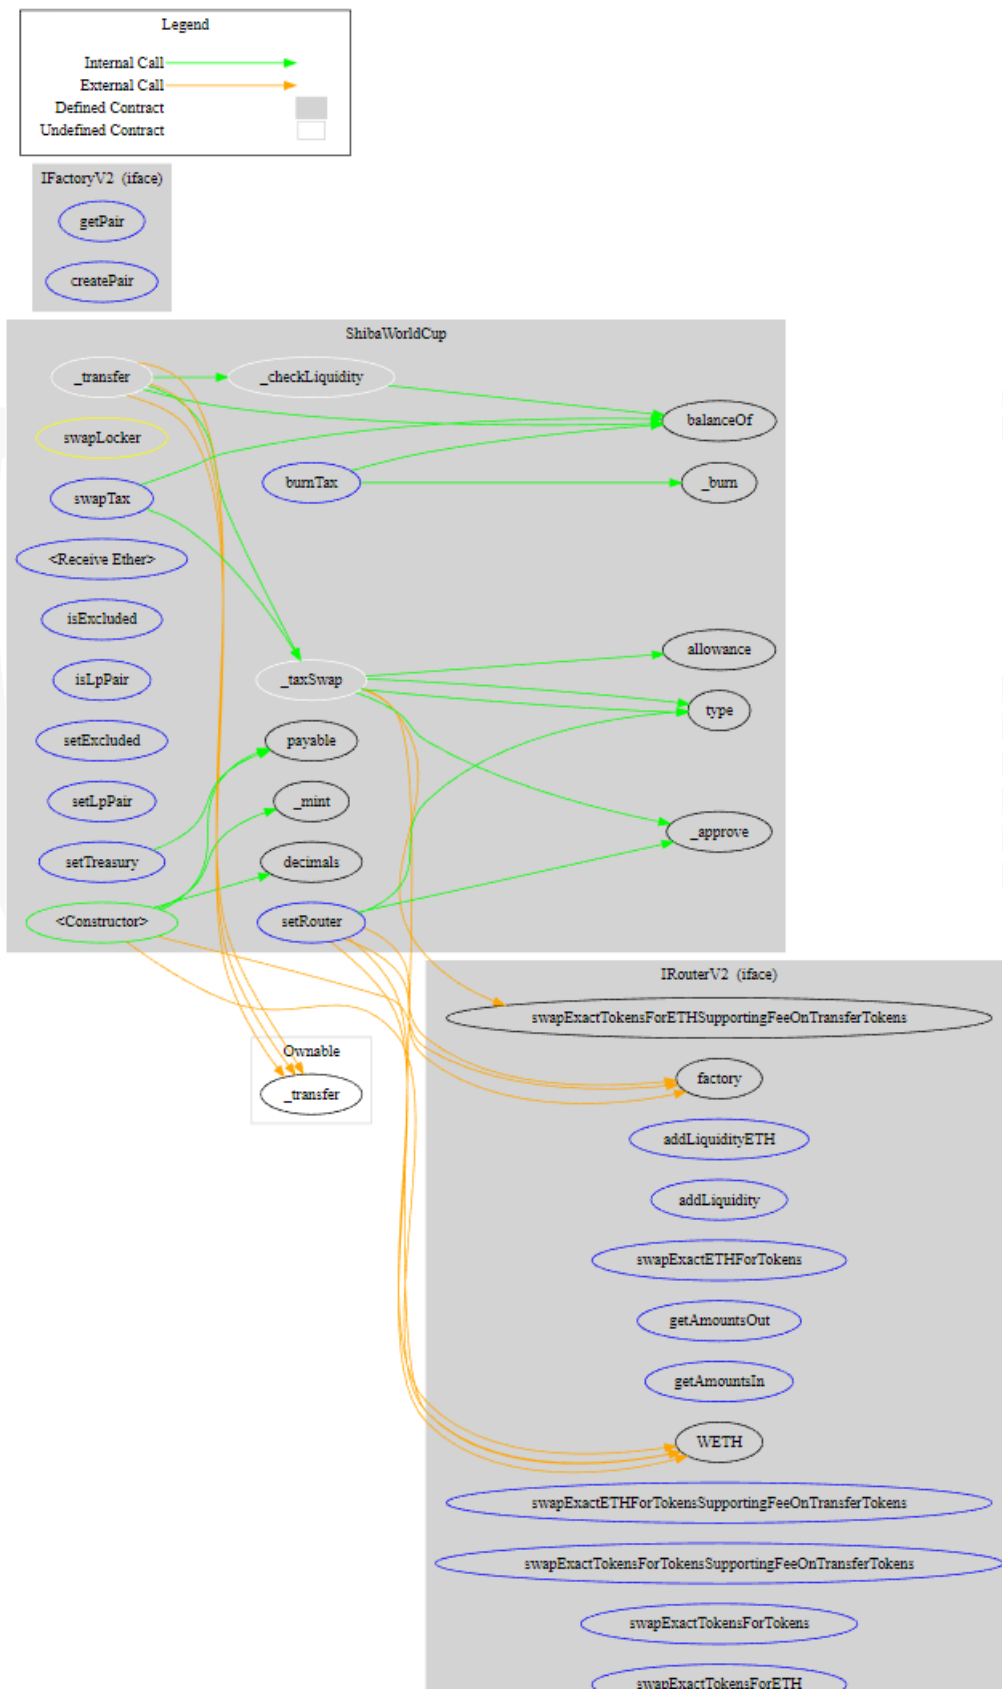 Legend
Internal Call
External Call
Defined Contract
Undefined Contract
IFactoryV2 (iface)
getPair
createPair
ShibaWorldCup
_transfer
_checkLiquidity
balanceOf
swapLocker
swapTax
burnTax
_burn
<Receive Ether>
isExcluded
allowance
isLpPair
_taxSwap
type
setExcluded
payable
setLpPair
_mint
_approve
setTreasury
decimals
<Constructor>
setRouter
IRouterV2 (iface)
swapExactTokensForETHSupportingFeeOnTransferTokens
Ownable
_transfer
factory
addLiquidityETH
addLiquidity
swapExactETHForTokens
getAmountsOut
getAmountsIn
WETH
swapExactETHForTokensSupportingFeeOnTransferTokens
swapExactTokensForTokensSupportingFeeOnTransferTokens
swapExactTokensForTokens
swapExactTokensForETH